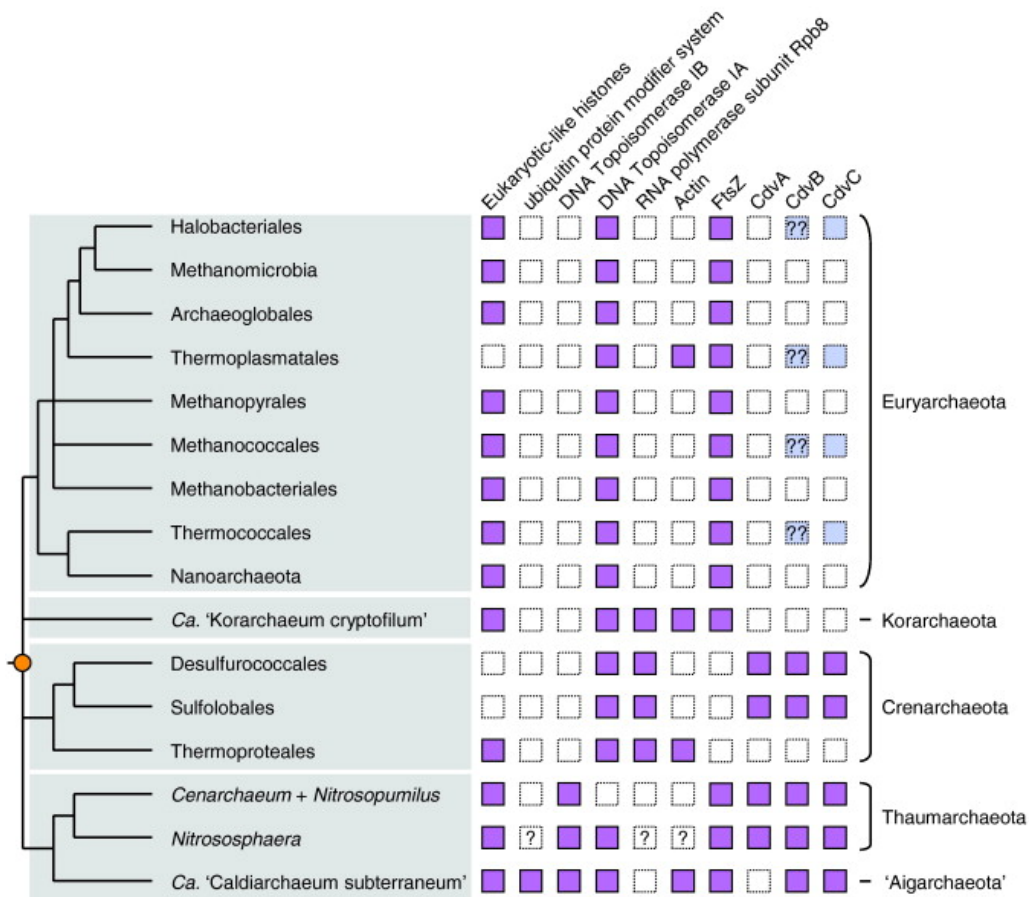 Eukaryotic-like histones
ubiquitin protein modifier system
DNA Topoisomerase IB
DNA Topoisomerase IA
RNA polymerase subunit Rpb8
Actin
FtsZ
CdvA
CdvB
CdvC
Halobacteriales ??
Methanomicrobia
Archaeoglobales
Thermoplasmatales ??
Methanopyrales Euryarchaeota
Methanococcales ??
Methanobacteriales
Thermococcales ??
Nanoarchaeota
Ca. ‘Korarchaeum cryptofilum’ Korarchaeota
Desulfurococcales
Sulfolobales Crenarchaeota
Thermoproteales
Cenarchaeum + Nitrosopumilus
Thaumarchaeota
Nitrososphaera ? ? ?
Ca. ‘Caldiarchaeum subterraneum’ ‘Aigarchaeota’